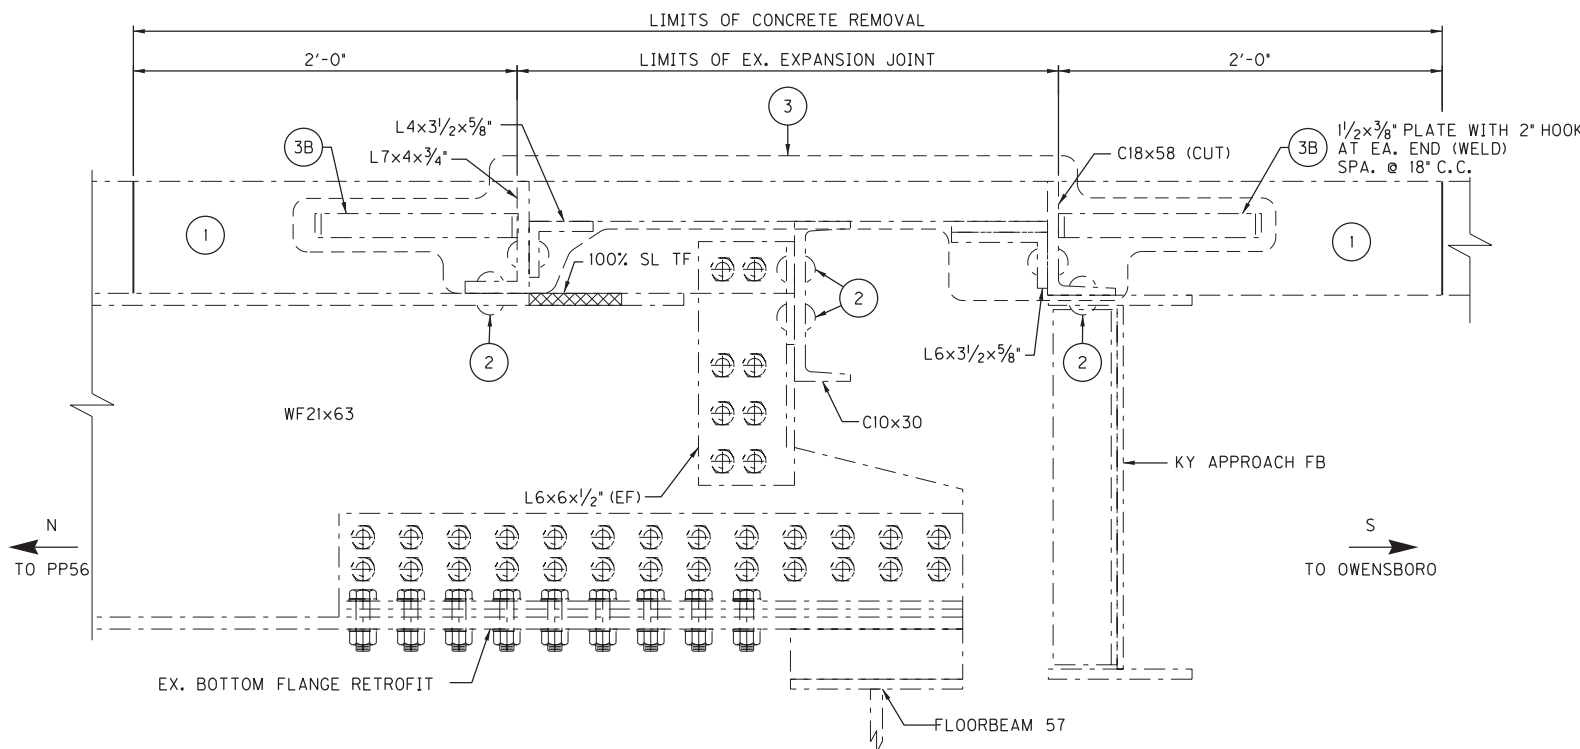 LIMITS OF CONCRETE REMOVAL
2'-0"
LIMITS OF EX. EXPANSION JOINT
2'-0"
3
L4x3½x⅝"
3B
L7x4x¾"
C18x58 (CUT)
3B
1½x⅜" PLATE WITH 2" HOOK
AT EA. END (WELD)
SPA. @ 18" C.C.
1
1
100% SL TF
2
2
L6x3½x⅝"
2
WF21x63
C10x30
KY APPROACH FB
L6x6x½" (EF)
N
TO PP56
S
TO OWENSBORO
EX. BOTTOM FLANGE RETROFIT
FLOORBEAM 57